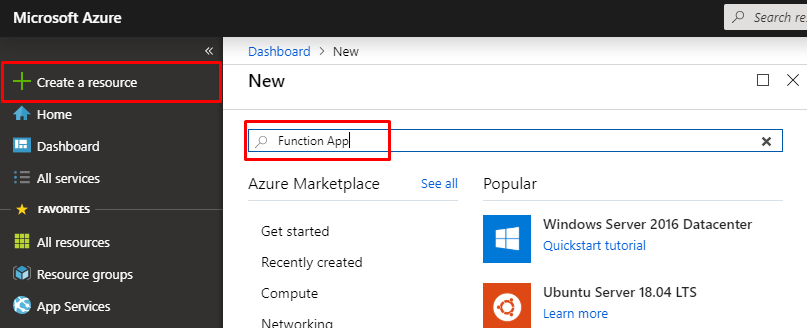 Microsoft Azure
Search resou
«
Create a resource
Home
Dashboard
All services
FAVORITES
All resources
Resource groups
App Services
Dashboard > New
New
Function App
Azure Marketplace
See all
Get started
Recently created
Compute
Networking
Popular
Windows Server 2016 Datacenter
Quickstart tutorial
Ubuntu Server 18.04 LTS
Learn more